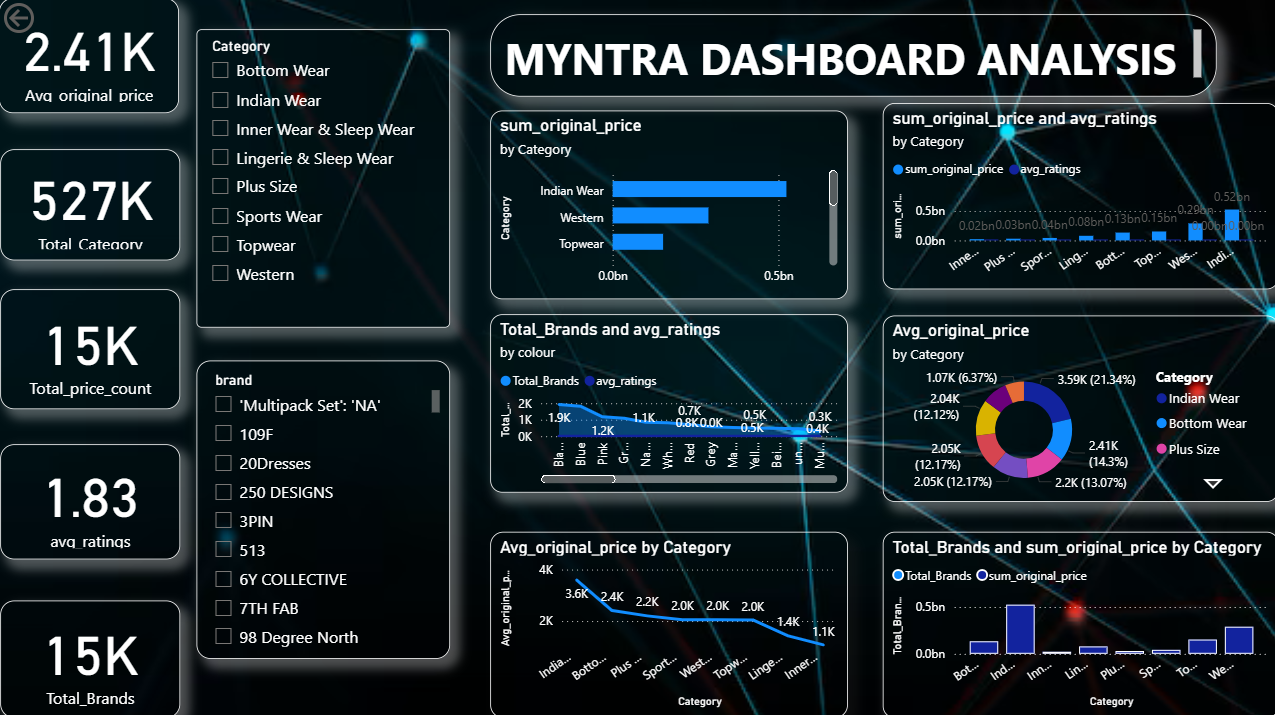 2.41K
Avg_original_price
527K
Total_Category
15K
Total_price_count
1.83
avg_ratings
15K
Total_Brands
Category
Bottom Wear
Indian Wear
Inner Wear & Sleep Wear
Lingerie & Sleep Wear
Plus Size
Sports Wear
Topwear
Western
brand
'Multipack Set': 'NA'
109F
20Dresses
250 DESIGNS
3PIN
513
6Y COLLECTIVE
7TH FAB
98 Degree North
MYNTRA DASHBOARD ANALYSIS
sum_original_price
by Category
Category
Indian Wear
Western
Topwear
0.0bn 0.5bn
sum_original_price and avg_ratings
by Category
sum_original_price avg_ratings
sum_ori...
0.5bn
0.0bn
0.02bn 0.03bn 0.04bn 0.08bn 0.13bn 0.15bn 0.29bn 0.52bn
0.00bn 0.00bn
Inne... Plus ... Spor... Ling... Bott... Top... Wes... Indi...
Total_Brands and avg_ratings
by colour
Total_Brands avg_ratings
Total_...
2K
1K
0K
1.9K 1.2K 1.1K 0.7K 0.8K 0.0K 0.5K 0.5K 0.3K 0.4K
Bla... Blue Pink Gr... Na... Wh... Red Grey Ma... Yell... Bei... un... Mu...
Avg_original_price
by Category
1.07K (6.37%)
3.59K (21.34%)
2.04K
(12.12%)
2.05K
(12.17%)
2.05K (12.17%)
2.41K
(14.3%)
2.2K (13.07%)
Category
Indian Wear
Bottom Wear
Plus Size
Avg_original_price by Category
Avg_original_p...
4K
2K
3.6K 2.4K 2.2K 2.0K 2.0K 2.0K 1.4K 1.1K
India... Botto... Plus ... Sport... West... Topw... Linge... Inner...
Category
Total_Brands and sum_original_price by Category
Total_Brands sum_original_price
Total_Bran...
0.5bn
0.0bn
Bot... Ind... Inn... Lin... Plu... Sp... To... We...
Category